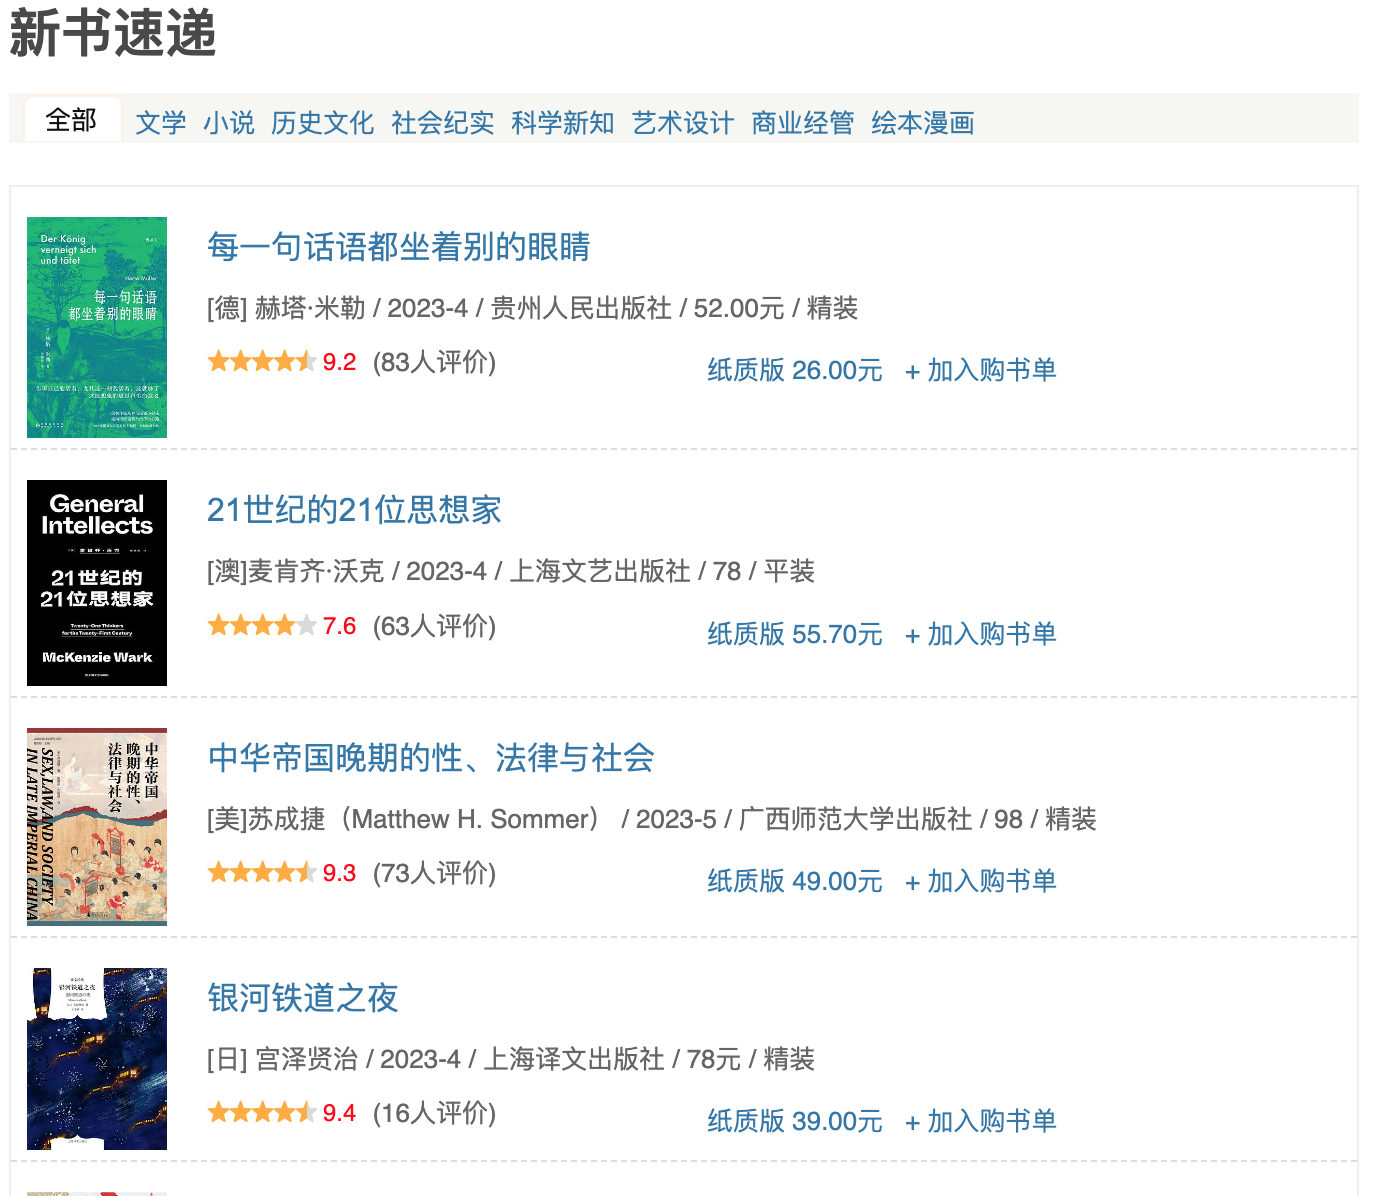 新书速递
全部 文学 小说 历史文化 社会纪实 科学新知 艺术设计 商业经管 绘本漫画
Der König
verneigt sich
und tötet
Herta Müller
每一句话语
都坐着别的眼睛
每一句话语都坐着别的眼睛
[德] 赫塔·米勒 / 2023-4 / 贵州人民出版社 / 52.00元 / 精装
9.2 (83人评价)
纸质版 26.00元 + 加入购书单
General
Intellects
21世纪的
21位思想家
Twenty-One Thinkers
for the Twenty-First Century
McKenzie Wark
21世纪的21位思想家
[澳]麦肯齐·沃克 / 2023-4 / 上海文艺出版社 / 78 / 平装
7.6 (63人评价)
纸质版 55.70元 + 加入购书单
中华帝国
晚期的性、
法律与社会
SEX, LAW, AND SOCIETY
IN LATE IMPERIAL CHINA
中华帝国晚期的性、法律与社会
[美]苏成捷（Matthew H. Sommer） / 2023-5 / 广西师范大学出版社 / 98 / 精装
9.3 (73人评价)
纸质版 49.00元 + 加入购书单
银河铁道之夜
银河铁道之夜
[日] 宫泽贤治 / 2023-4 / 上海译文出版社 / 78元 / 精装
9.4 (16人评价)
纸质版 39.00元 + 加入购书单